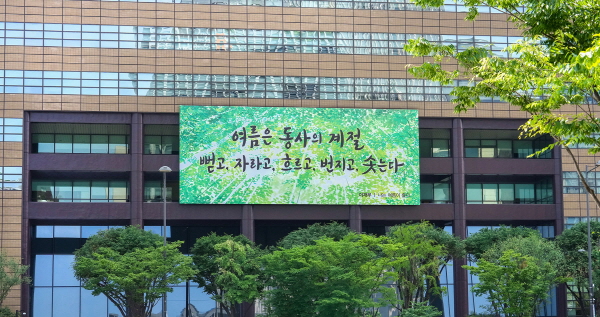 여름은 동사의 계절
뻗고, 자라고, 흐르고, 번지고, 솟는다